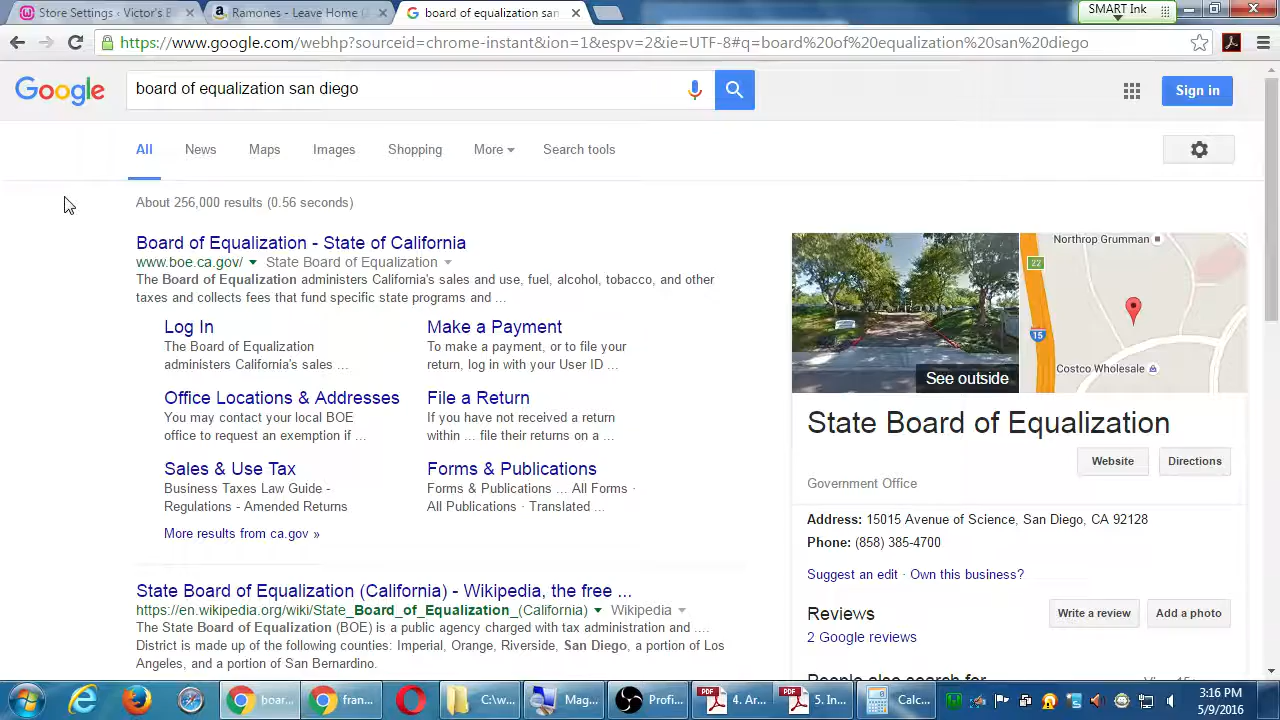 Store Settings ‹ Victor's B
Ramones - Leave Home (
board of equalization san
SMART Ink
https://www.google.com/webhp?sourceid=chrome-instant&ion=1&espv=2&ie=UTF-8#q=board%20of%20equalization%20san%20diego
Google
board of equalization san diego
Sign in
All News Maps Images Shopping More Search tools
About 256,000 results (0.56 seconds)
Board of Equalization - State of California
www.boe.ca.gov/ State Board of Equalization
The Board of Equalization administers California's sales and use, fuel, alcohol, tobacco, and other
taxes and collects fees that fund specific state programs and ...
Log In
The Board of Equalization
administers California's sales ...
Make a Payment
To make a payment, or to file your
return, log in with your User ID ...
Office Locations & Addresses
You may contact your local BOE
office to request an exemption if ...
File a Return
If you have not received a return
within ... file their returns on a ...
Sales & Use Tax
Business Taxes Law Guide -
Regulations - Amended Returns
Forms & Publications
Forms & Publications ... All Forms ·
All Publications · Translated ...
More results from ca.gov »
State Board of Equalization (California) - Wikipedia, the free ...
https://en.wikipedia.org/wiki/State_Board_of_Equalization_(California) Wikipedia
The State Board of Equalization (BOE) is a public agency charged with tax administration and ....
District is made up of the following counties: Imperial, Orange, Riverside, San Diego, a portion of Los
Angeles, and a portion of San Bernardino.
See outside
Northrop Grumman
22
15
Costco Wholesale
State Board of Equalization
Website Directions
Government Office
Address: 15015 Avenue of Science, San Diego, CA 92128
Phone: (858) 385-4700
Suggest an edit · Own this business?
Reviews
Write a review Add a photo
2 Google reviews
People also search for
View 15+
boar...
fran...
C:\w...
Mag...
Profi...
PDF
4. Ar...
PDF
5. In...
Calc...
3:16 PM
5/9/2016